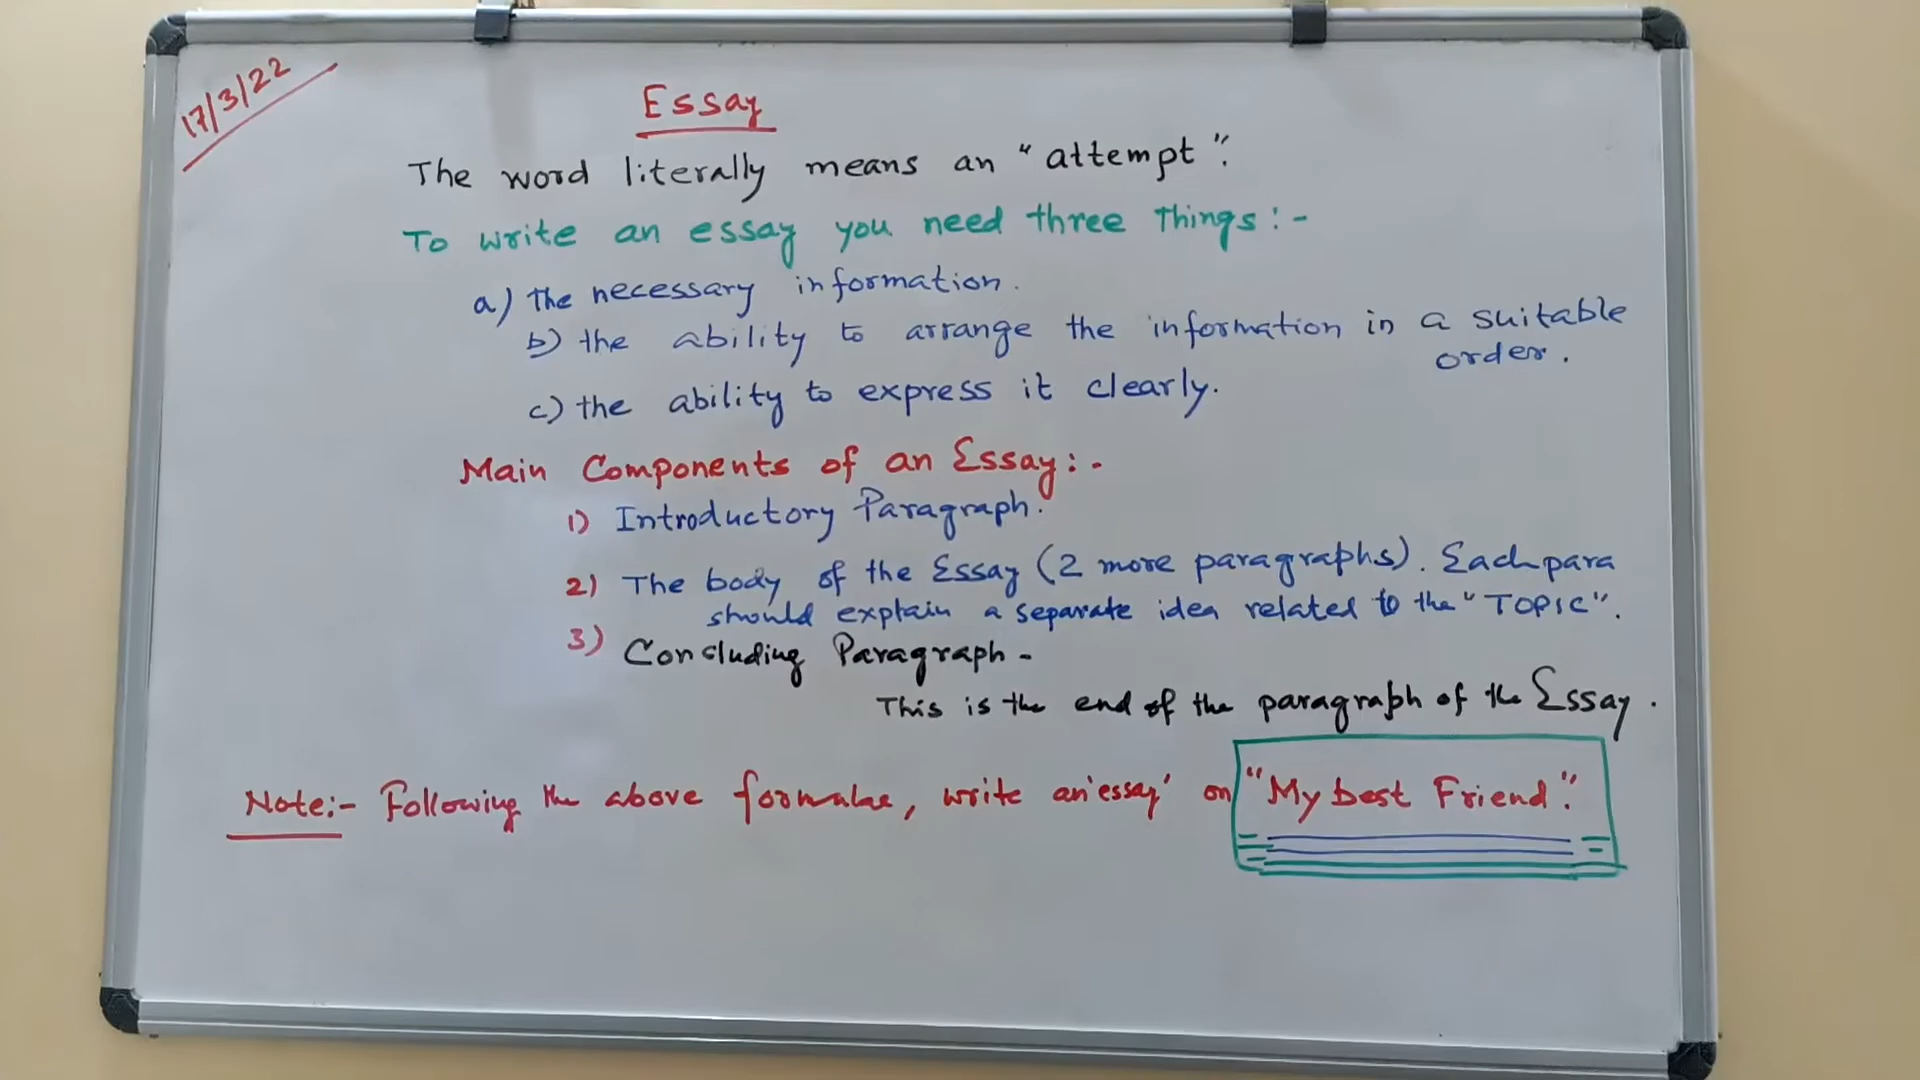 17/3/22
Essay
The word literally means an "attempt".
To write an essay you need three things:-
a) the necessary information.
b) the ability to arrange the information in a suitable
order.
c) the ability to express it clearly.
Main Components of an Essay:-
1) Introductory Paragraph.
2) The body of the Essay (2 more paragraphs). Each para
should explain a separate idea related to the "TOPIC".
3) Concluding Paragraph-
This is the end of the paragraph of the Essay.
Note:- Following the above formulae, write an 'essay' on "My best Friend".